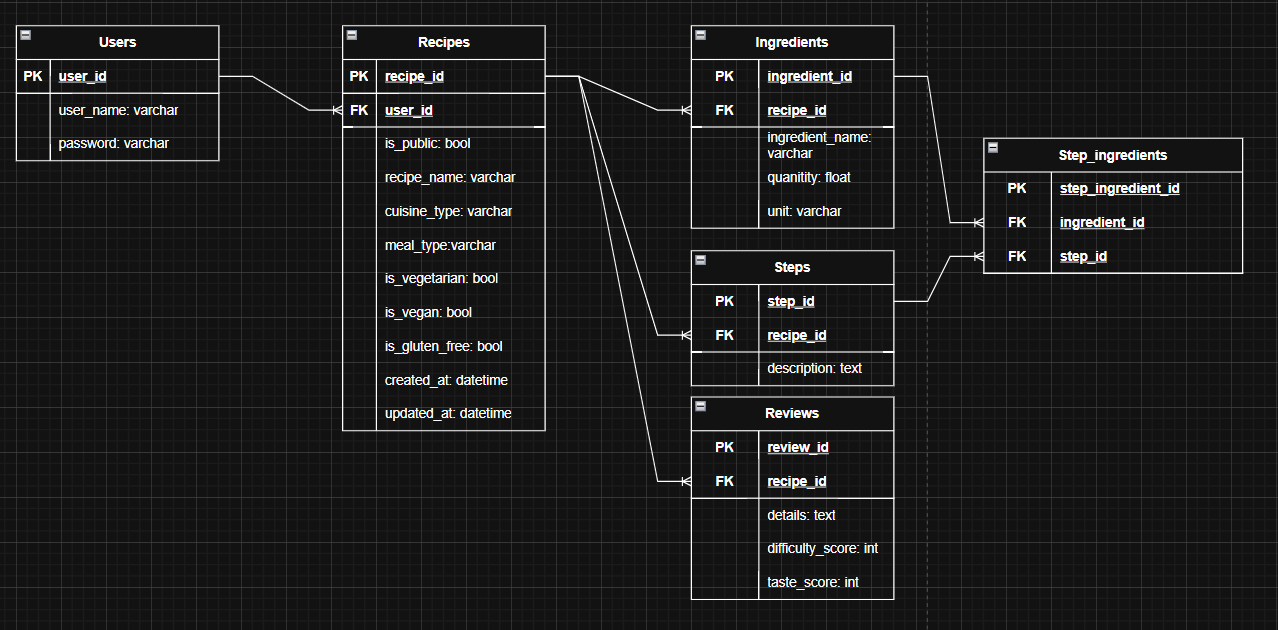 Users
PK user_id
user_name: varchar
password: varchar
Recipes
PK recipe_id
FK user_id
is_public: bool
recipe_name: varchar
cuisine_type: varchar
meal_type:varchar
is_vegetarian: bool
is_vegan: bool
is_gluten_free: bool
created_at: datetime
updated_at: datetime
Ingredients
PK ingredient_id
FK recipe_id
ingredient_name:
varchar
quanitity: float
unit: varchar
Steps
PK step_id
FK recipe_id
description: text
Reviews
PK review_id
FK recipe_id
details: text
difficulty_score: int
taste_score: int
Step_ingredients
PK step_ingredient_id
FK ingredient_id
FK step_id